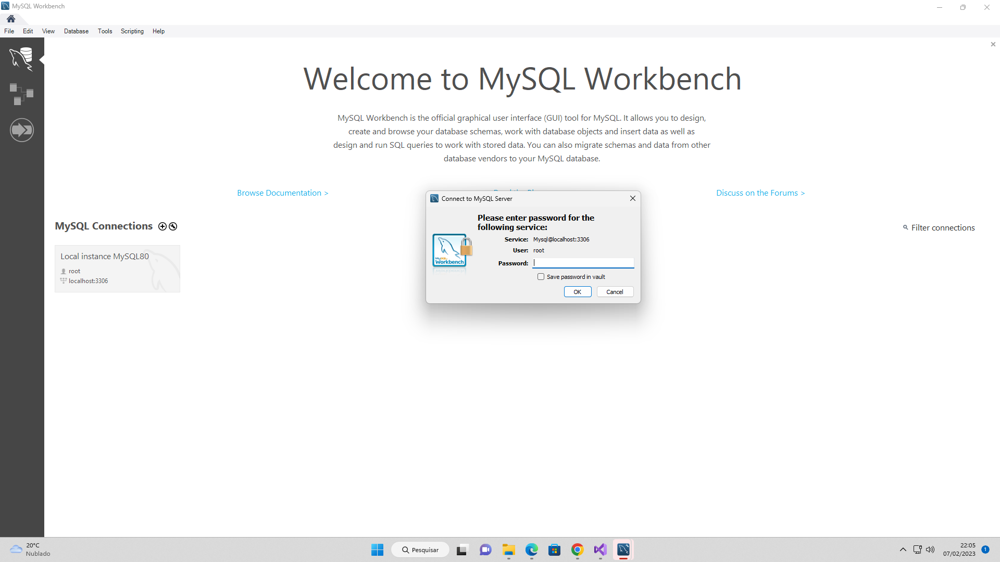 MySQL Workbench
File Edit View Database Tools Scripting Help
Welcome to MySQL Workbench
MySQL Workbench is the official graphical user interface (GUI) tool for MySQL. It allows you to design,
create and browse your database schemas, work with database objects and insert data as well as
design and run SQL queries to work with stored data. You can also migrate schemas and data from other
database vendors to your MySQL database.
Browse Documentation >
Discuss on the Forums >
Connect to MySQL Server
Please enter password for the
following service:
Service: Mysql@localhost:3306
User: root
Password:
Save password in vault
OK Cancel
MySQL
Workbench
MySQL Connections
Filter connections
Local instance MySQL80
root
localhost:3306
20°C
Nublado
Pesquisar
22:05
07/02/2023
1